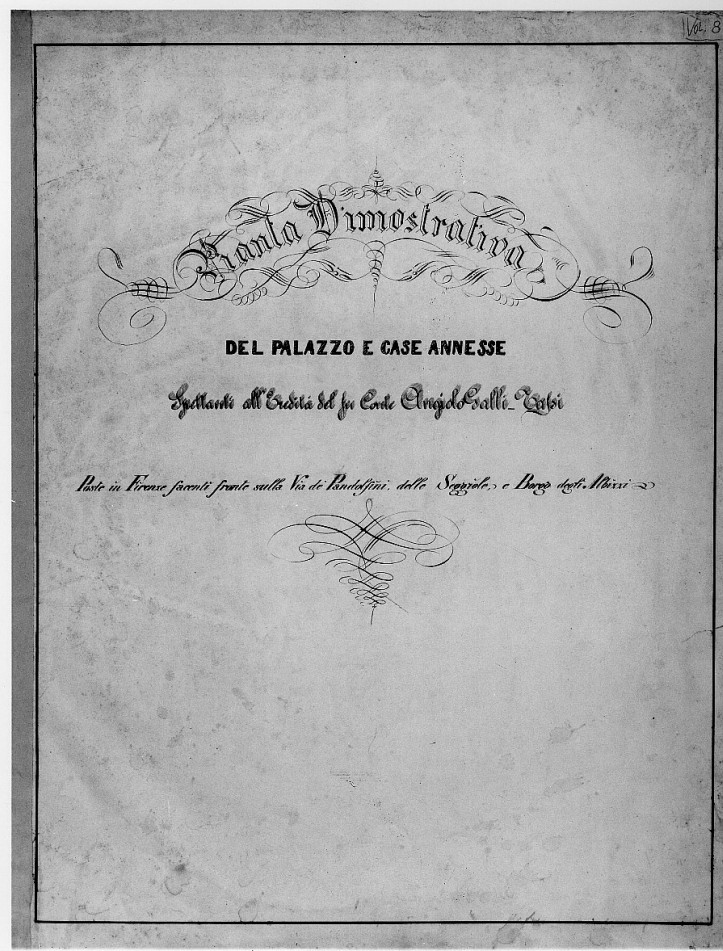 Vol. 8
Pianta Dimostrativa
DEL PALAZZO E CASE ANNESSE
Spettanti all'Eredità del fu Conte Angiolo Galli-Tassi
Poste in Firenze facenti fronte sulla Via de' Pandolfini, delle Seggiole, e Borgo degli Albizzi